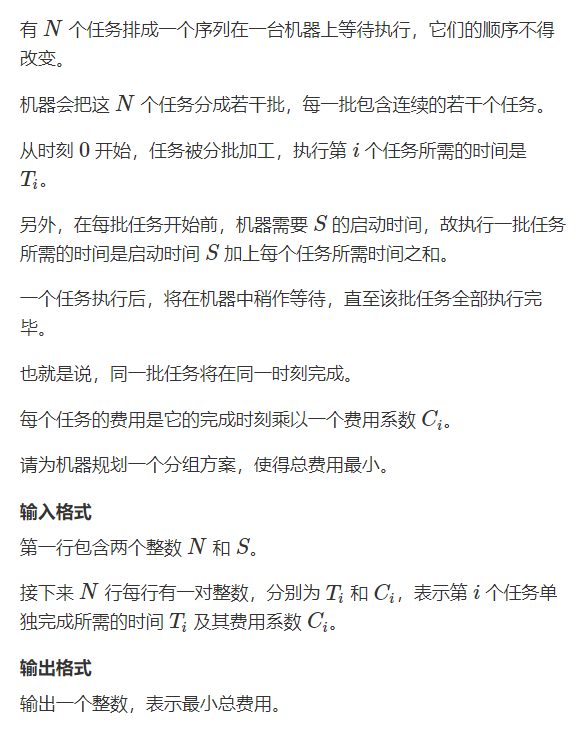 有 N 个任务排成一个序列在一台机器上等待执行，它们的顺序不得
改变。
机器会把这 N 个任务分成若干批，每一批包含连续的若干个任务。
从时刻 0 开始，任务被分批加工，执行第 i 个任务所需的时间是
Tᵢ。
另外，在每批任务开始前，机器需要 S 的启动时间，故执行一批任务
所需的时间是启动时间 S 加上每个任务所需时间之和。
一个任务执行后，将在机器中稍作等待，直至该批任务全部执行完
毕。
也就是说，同一批任务将在同一时刻完成。
每个任务的费用是它的完成时刻乘以一个费用系数 Cᵢ。
请为机器规划一个分组方案，使得总费用最小。
输入格式
第一行包含两个整数 N 和 S。
接下来 N 行每行有一对整数，分别为 Tᵢ 和 Cᵢ，表示第 i 个任务单
独完成所需的时间 Tᵢ 及其费用系数 Cᵢ。
输出格式
输出一个整数，表示最小总费用。